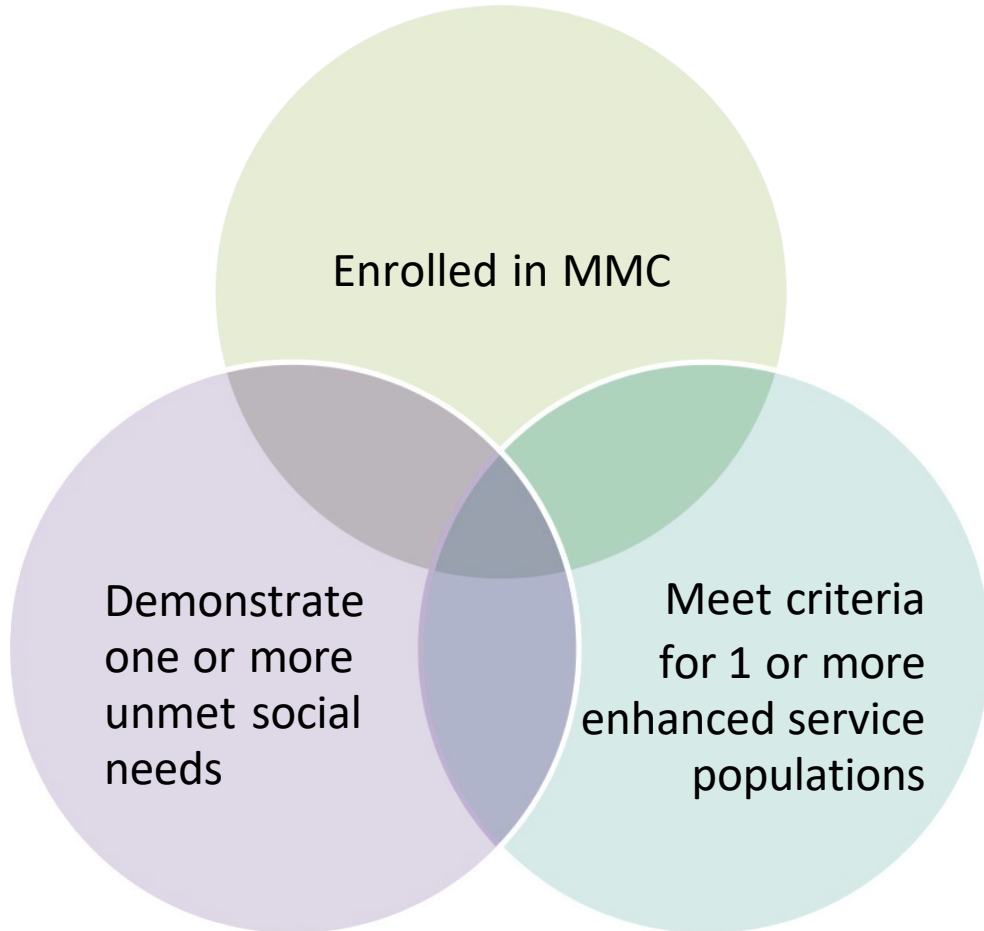 Enrolled in MMC
Demonstrate
one or more
unmet social
needs
Meet criteria
for 1 or more
enhanced service
populations